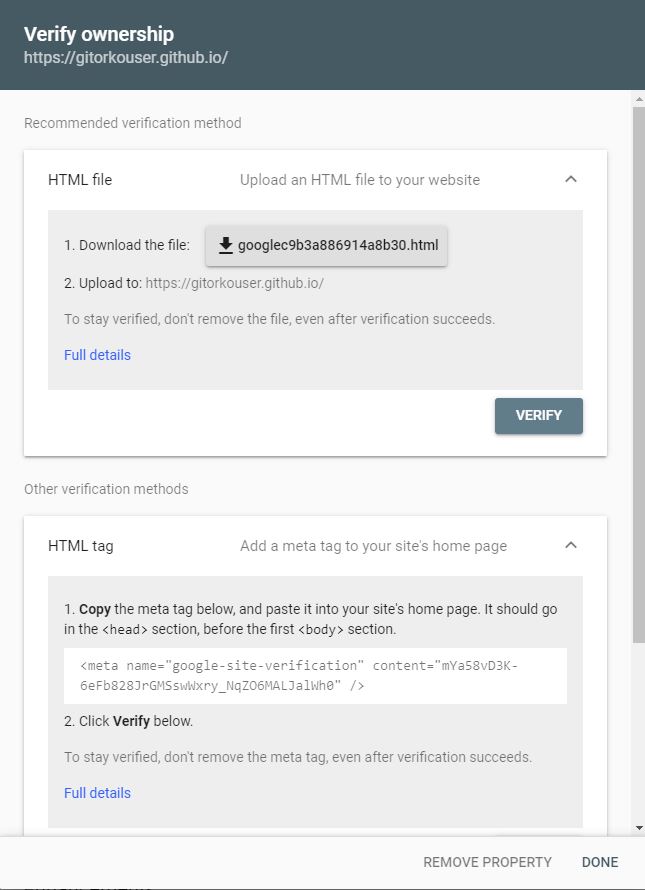 Verify ownership
https://gitorkouser.github.io/
Recommended verification method
HTML file
Upload an HTML file to your website
1. Download the file:
googlec9b3a886914a8b30.html
2. Upload to: https://gitorkouser.github.io/
To stay verified, don't remove the file, even after verification succeeds.
Full details
VERIFY
Other verification methods
HTML tag
Add a meta tag to your site's home page
1. Copy the meta tag below, and paste it into your site's home page. It should go
in the <head> section, before the first <body> section.
<meta name="google-site-verification" content="mYa58vD3K-
6eFb828JrGMSswWxry_NqZO6MALJalWh0" />
2. Click Verify below.
To stay verified, don't remove the meta tag, even after verification succeeds.
Full details
REMOVE PROPERTY
DONE